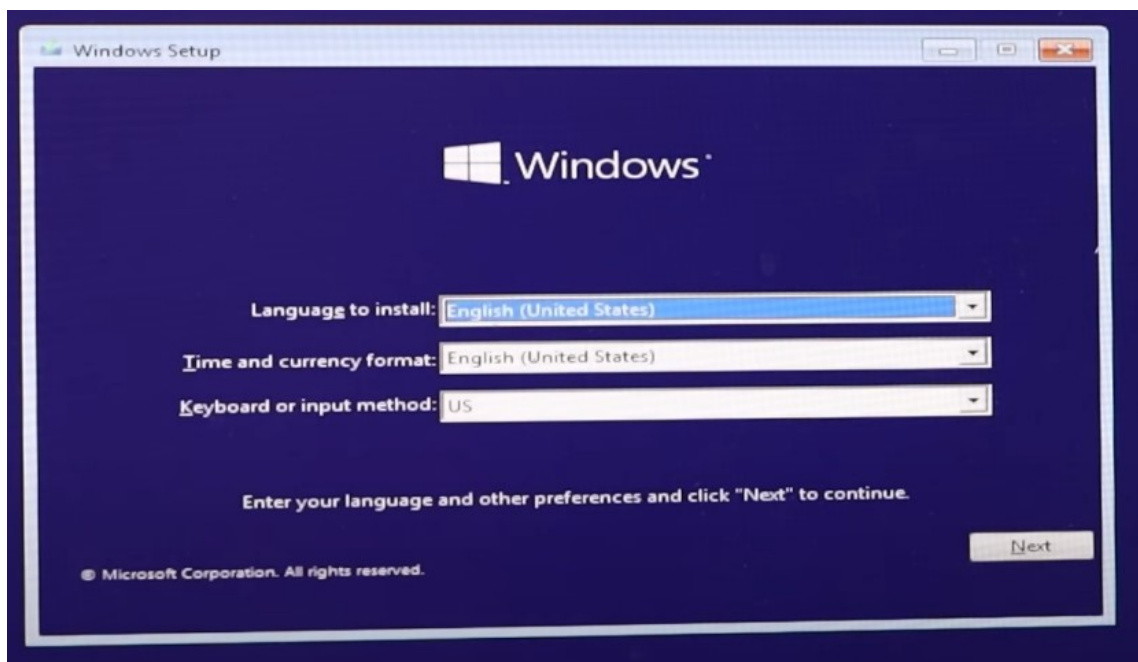 Windows Setup
Windows
Language to install: English (United States)
Time and currency format: English (United States)
Keyboard or input method: US
Enter your language and other preferences and click "Next" to continue.
Next
© Microsoft Corporation. All rights reserved.